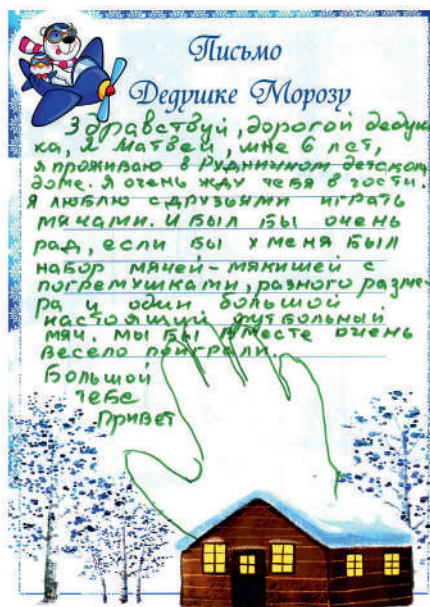 Письмо
Дедушке Морозу
Здравствуй, дорогой дедуш
ка, я Матвей, мне 6 лет,
я проживаю в Рудничном детском
доме. Я очень жду тебя в гости.
Я люблю с друзьями играть
мячами. И был бы очень
рад, если бы у меня был
набор мячей-мякишей с
погремушками, разного разме-
ра и один большой
настоящий футбольный
мяч. мы бы вместе очень
весело поиграли.
Большой
тебе
привет